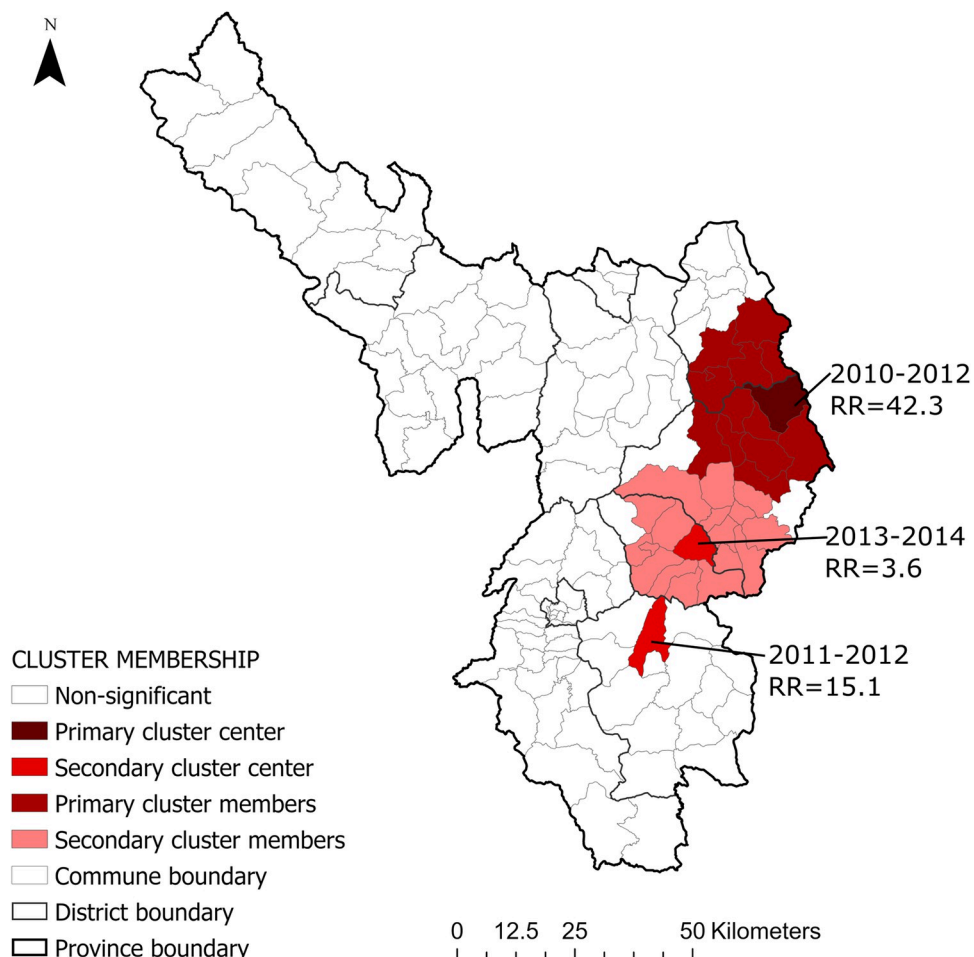 N
2010-2012
RR=42.3
2013-2014
RR=3.6
2011-2012
RR=15.1
CLUSTER MEMBERSHIP
Non-significant
Primary cluster center
Secondary cluster center
Primary cluster members
Secondary cluster members
Commune boundary
District boundary
Province boundary
0 12.5 25 50 Kilometers